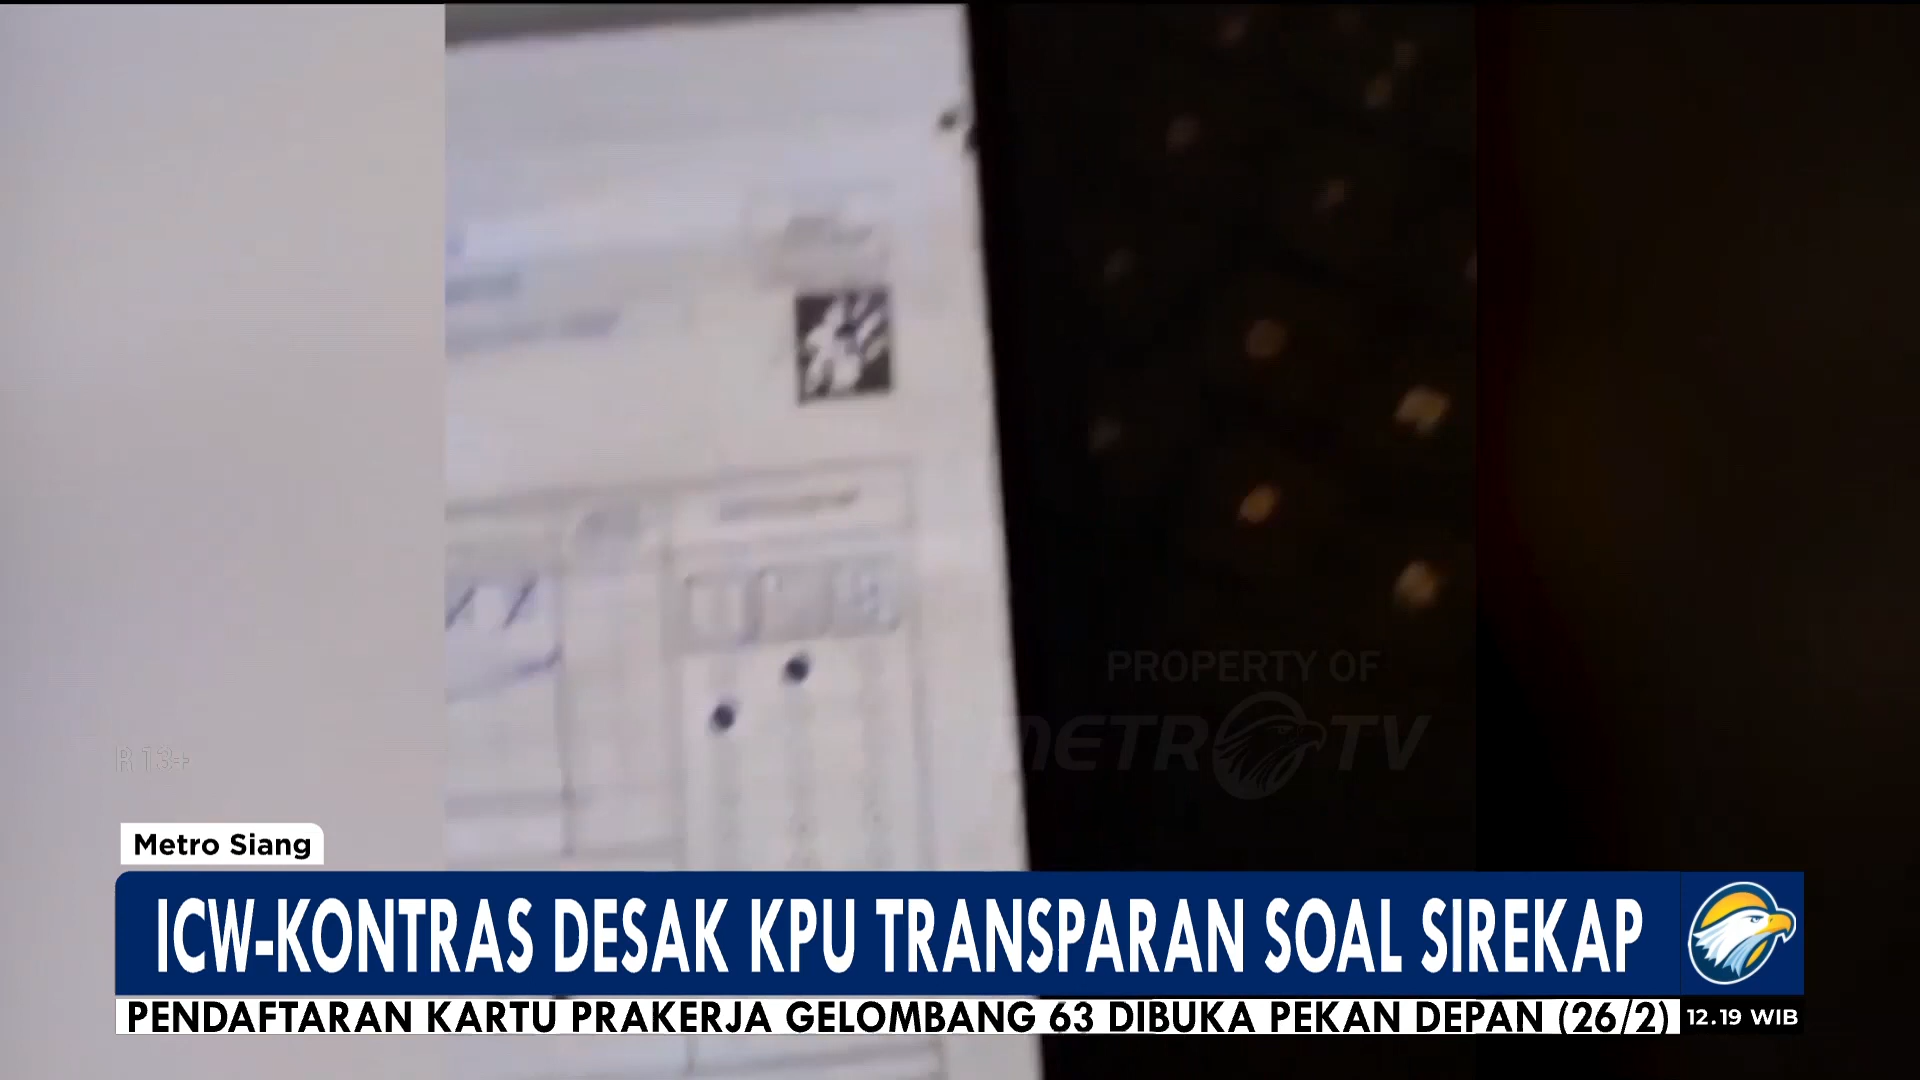 PROPERTY OF
METRO TV
R 13+
Metro Siang
ICW-KONTRAS DESAK KPU TRANSPARAN SOAL SIREKAP
PENDAFTARAN KARTU PRAKERJA GELOMBANG 63 DIBUKA PEKAN DEPAN (26/2)
12.19 WIB